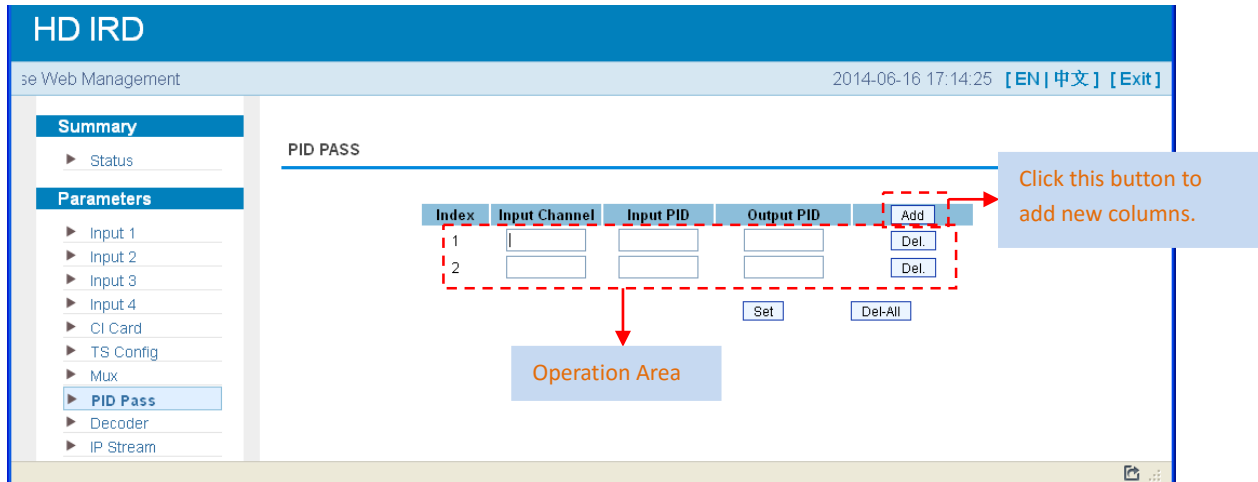 HD IRD
se Web Management
2014-06-16 17:14:25 [ EN | 中文 ] [ Exit ]
Summary
Status
Parameters
Input 1
Input 2
Input 3
Input 4
CI Card
TS Config
Mux
PID Pass
Decoder
IP Stream
PID PASS
Index Input Channel Input PID Output PID Add
1 Del.
2 Del.
Set Del-All
Operation Area
Click this button to
add new columns.